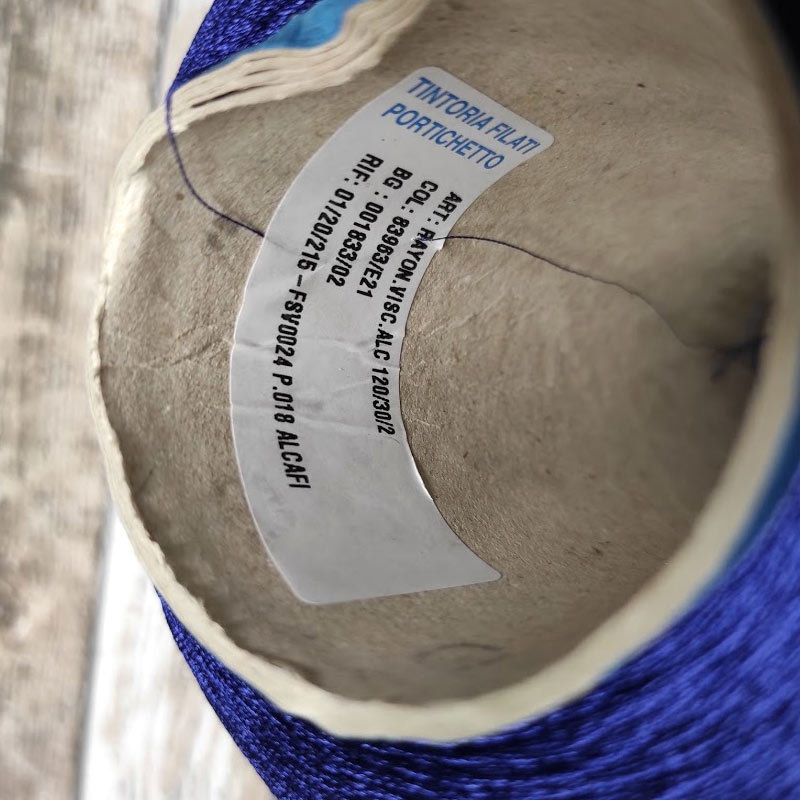 TINTORIA FILATI
PORTICHETTO
ART: RAYON.VISC.ALC 120/30/2
COL: 83963/E21
BG : 001833/02
RIF: 01/20/215-FSV0024 P.018 ALCAFI